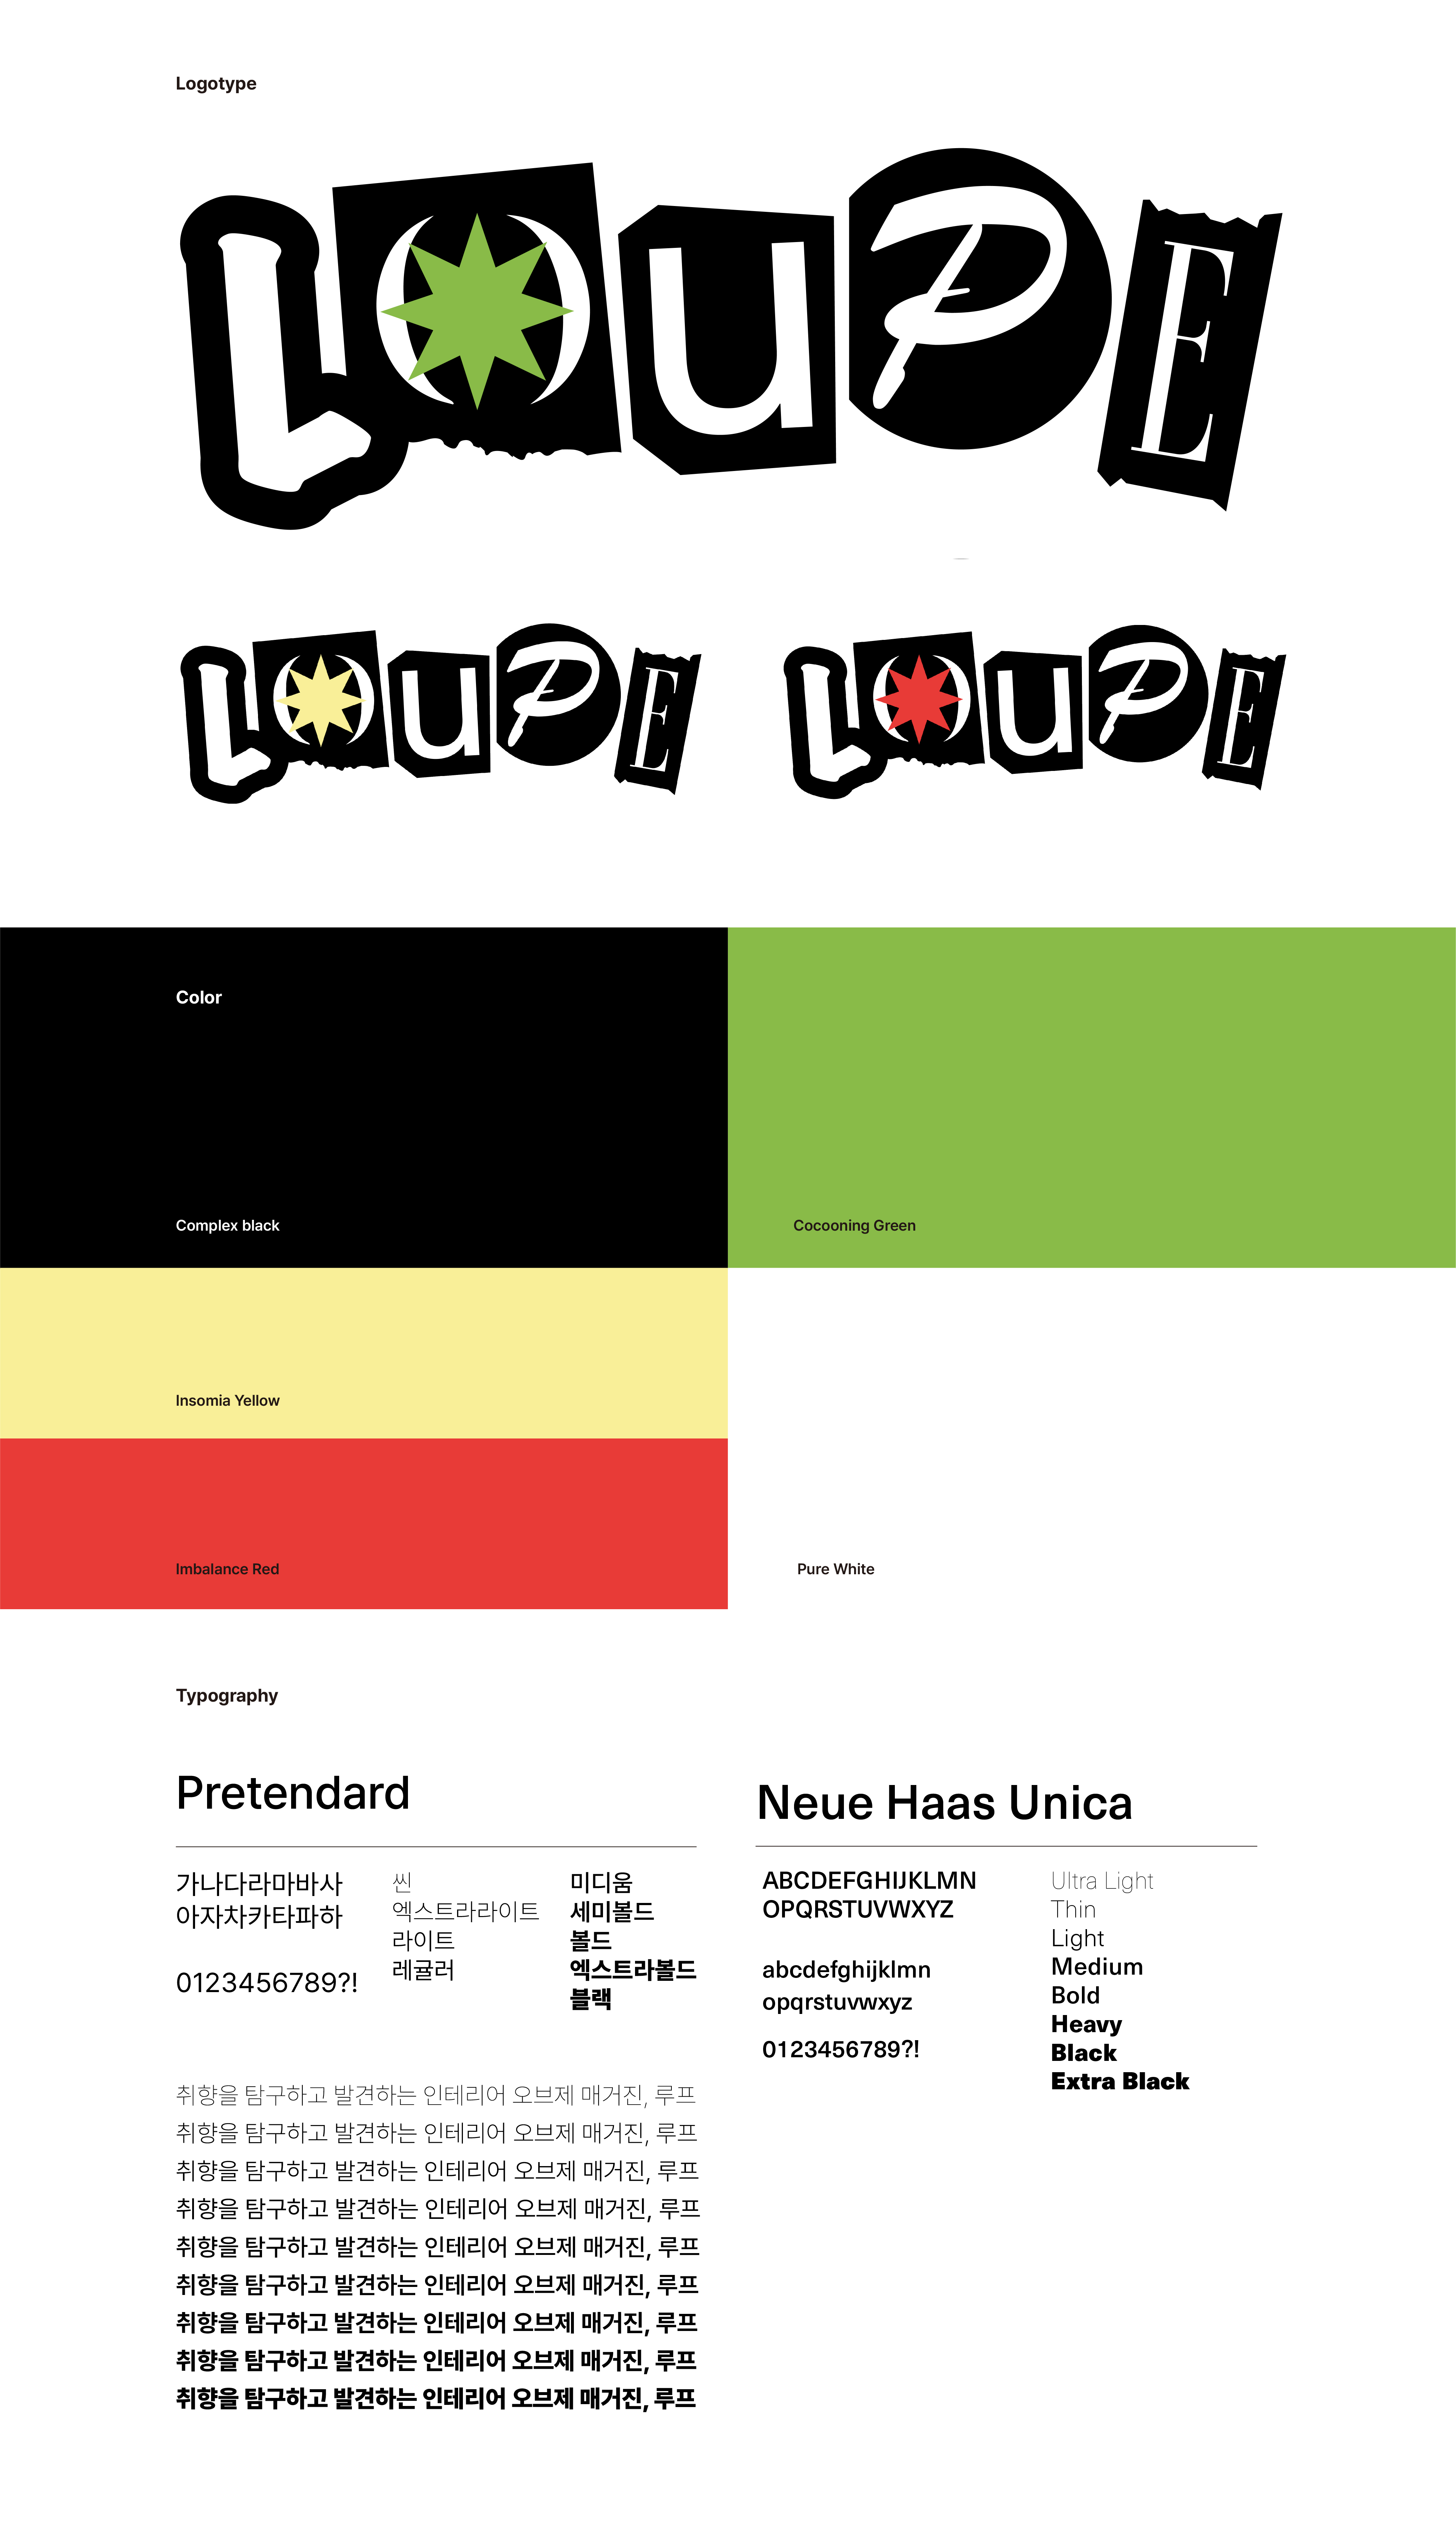 Logotype
LOUPE
LOUPE
LOUPE
Color
Complex black
Cocooning Green
Insomia Yellow
Imbalance Red
Pure White
Typography
Pretendard
가나다라마바사
아자차카타파하
0123456789?!
씬
엑스트라라이트
라이트
레귤러
미디움
세미볼드
볼드
엑스트라볼드
블랙
취향을 탐구하고 발견하는 인테리어 오브제 매거진, 루프
취향을 탐구하고 발견하는 인테리어 오브제 매거진, 루프
취향을 탐구하고 발견하는 인테리어 오브제 매거진, 루프
취향을 탐구하고 발견하는 인테리어 오브제 매거진, 루프
취향을 탐구하고 발견하는 인테리어 오브제 매거진, 루프
취향을 탐구하고 발견하는 인테리어 오브제 매거진, 루프
취향을 탐구하고 발견하는 인테리어 오브제 매거진, 루프
취향을 탐구하고 발견하는 인테리어 오브제 매거진, 루프
취향을 탐구하고 발견하는 인테리어 오브제 매거진, 루프
Neue Haas Unica
ABCDEFGHIJKLMN
OPQRSTUVWXYZ
abcdefghijklmn
opqrstuvwxyz
0123456789?!
Ultra Light
Thin
Light
Medium
Bold
Heavy
Black
Extra Black